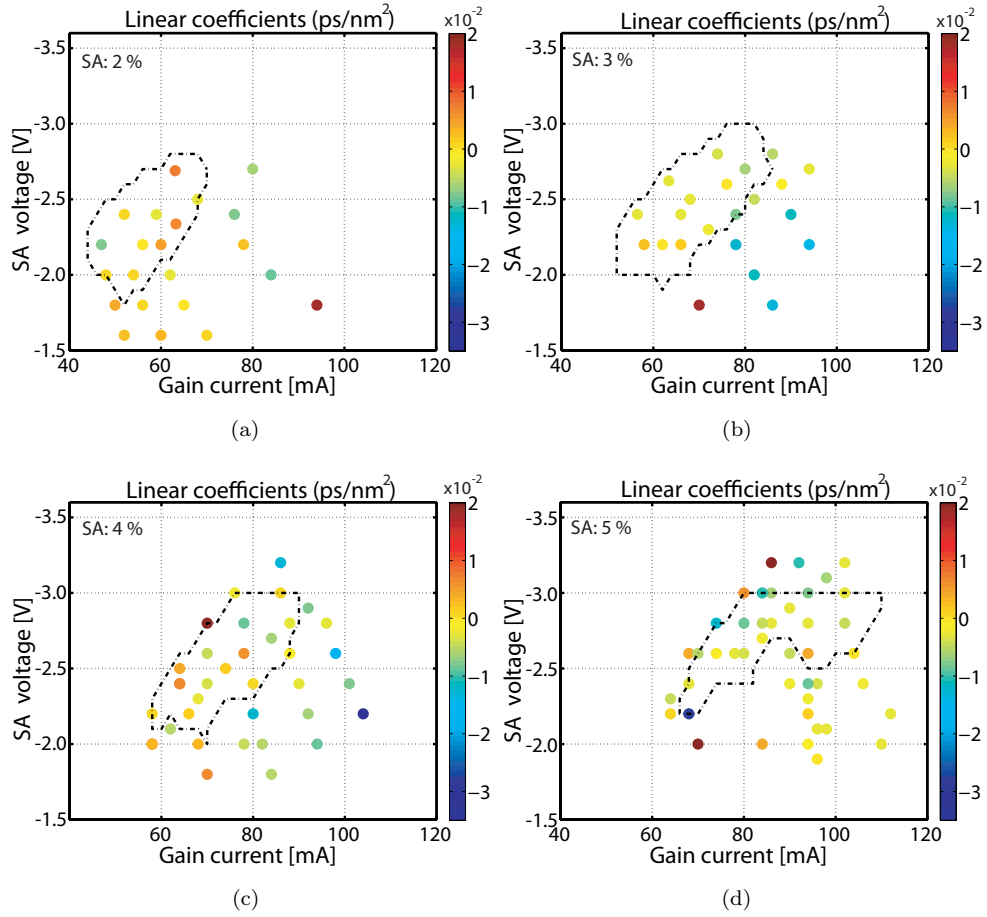 Linear coefficients (ps/nm²)
x10⁻²
SA: 2 %
SA voltage [V]
-3.5
-3.0
-2.5
-2.0
-1.5
40 60 80 100 120
Gain current [mA]
2
1
0
−1
−2
−3
(a)
Linear coefficients (ps/nm²)
x10⁻²
SA: 3 %
SA voltage [V]
-3.5
-3.0
-2.5
-2.0
-1.5
40 60 80 100 120
Gain current [mA]
2
1
0
−1
−2
−3
(b)
Linear coefficients (ps/nm²)
x10⁻²
SA: 4 %
SA voltage [V]
-3.5
-3.0
-2.5
-2.0
-1.5
60 80 100 120
Gain current [mA]
2
1
0
−1
−2
−3
(c)
Linear coefficients (ps/nm²)
x10⁻²
SA: 5 %
SA voltage [V]
-3.5
-3.0
-2.5
-2.0
-1.5
40 60 80 100 120
Gain current [mA]
2
1
0
−1
−2
−3
(d)